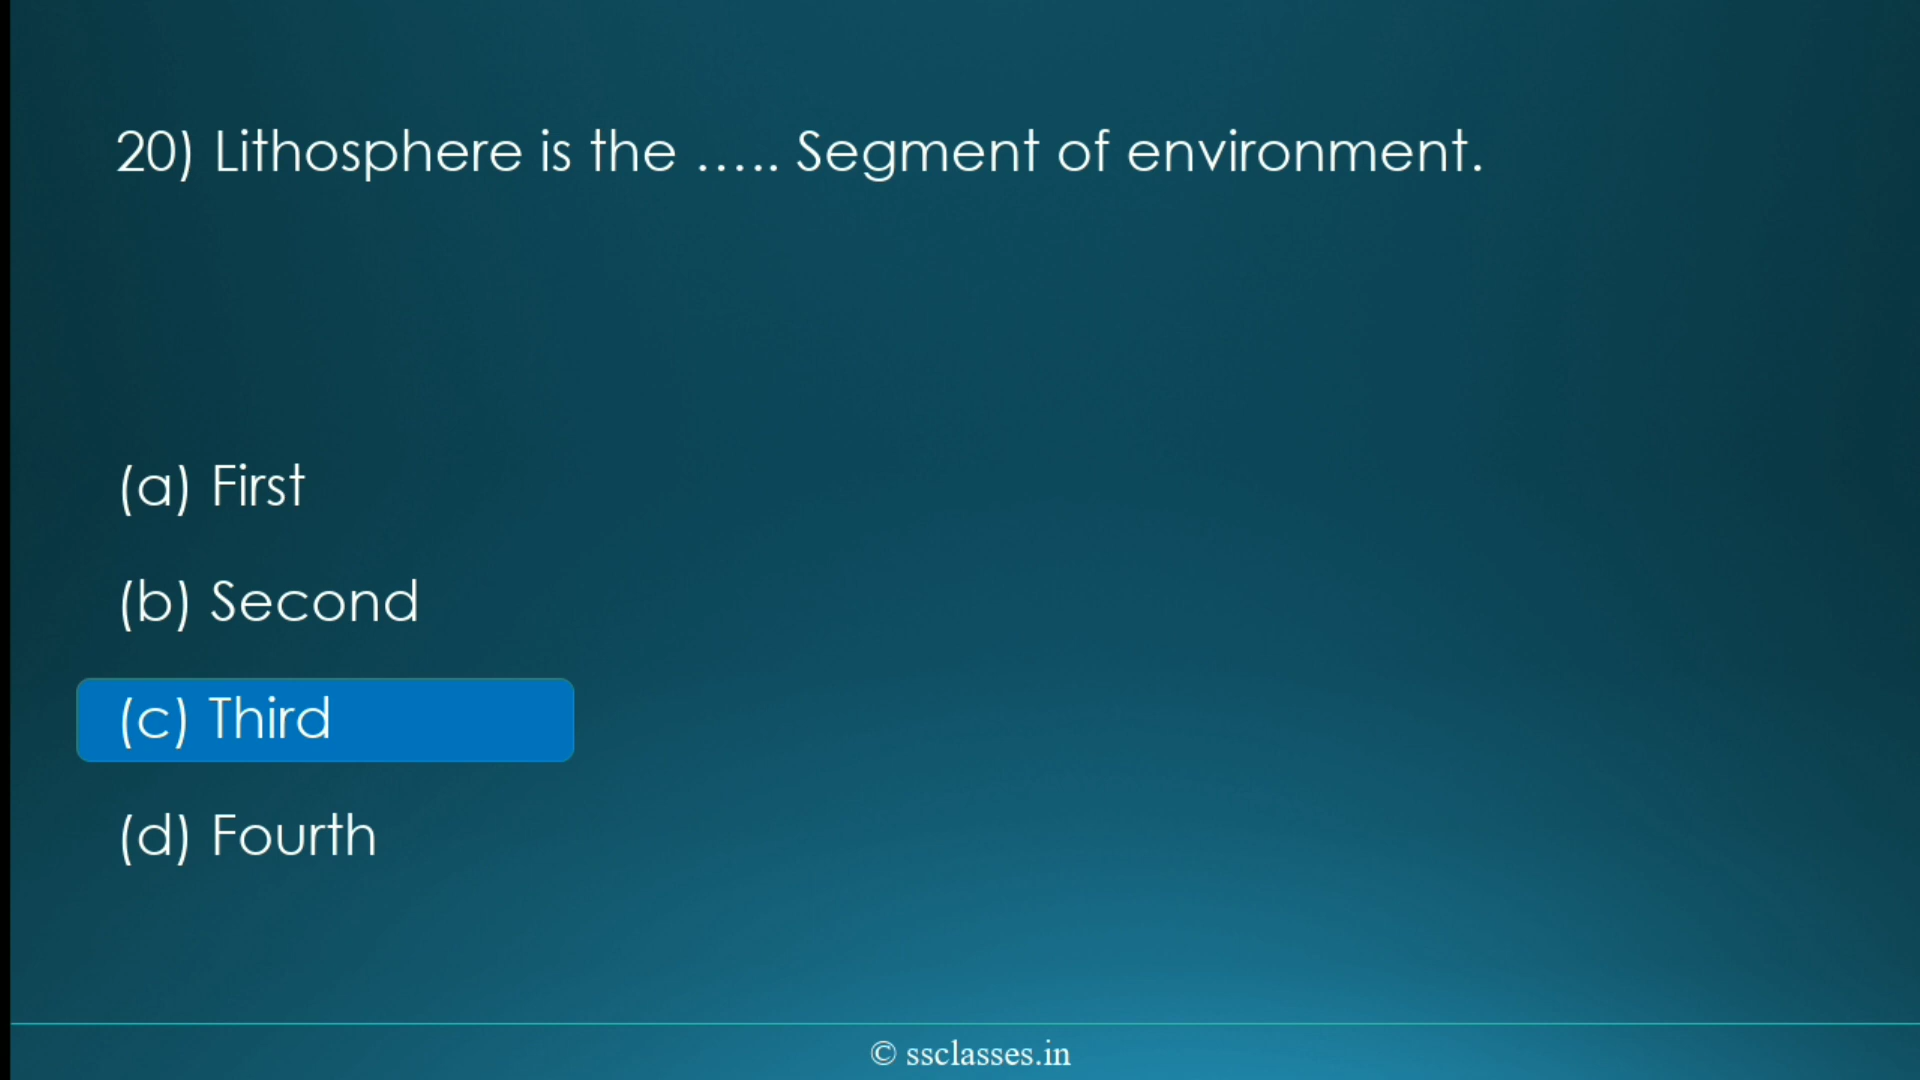 20) Lithosphere is the ..... Segment of environment.
(a) First
(b) Second
(c) Third
(d) Fourth
© ssclasses.in